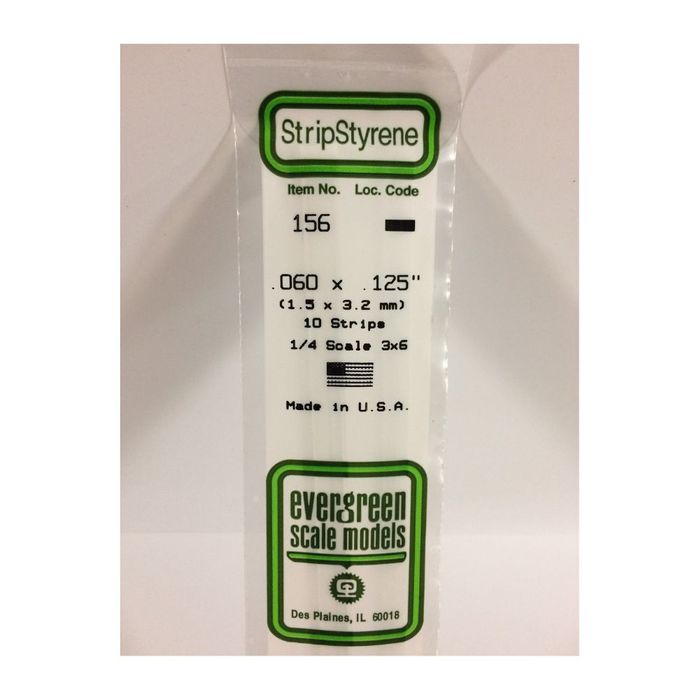 StripStyrene
Item No. Loc. Code
156
.060 x .125"
(1.5 x 3.2 mm)
10 Strips
1/4 Scale 3x6
Made in U.S.A.
evergreen
scale models
Des Plaines, IL 60018